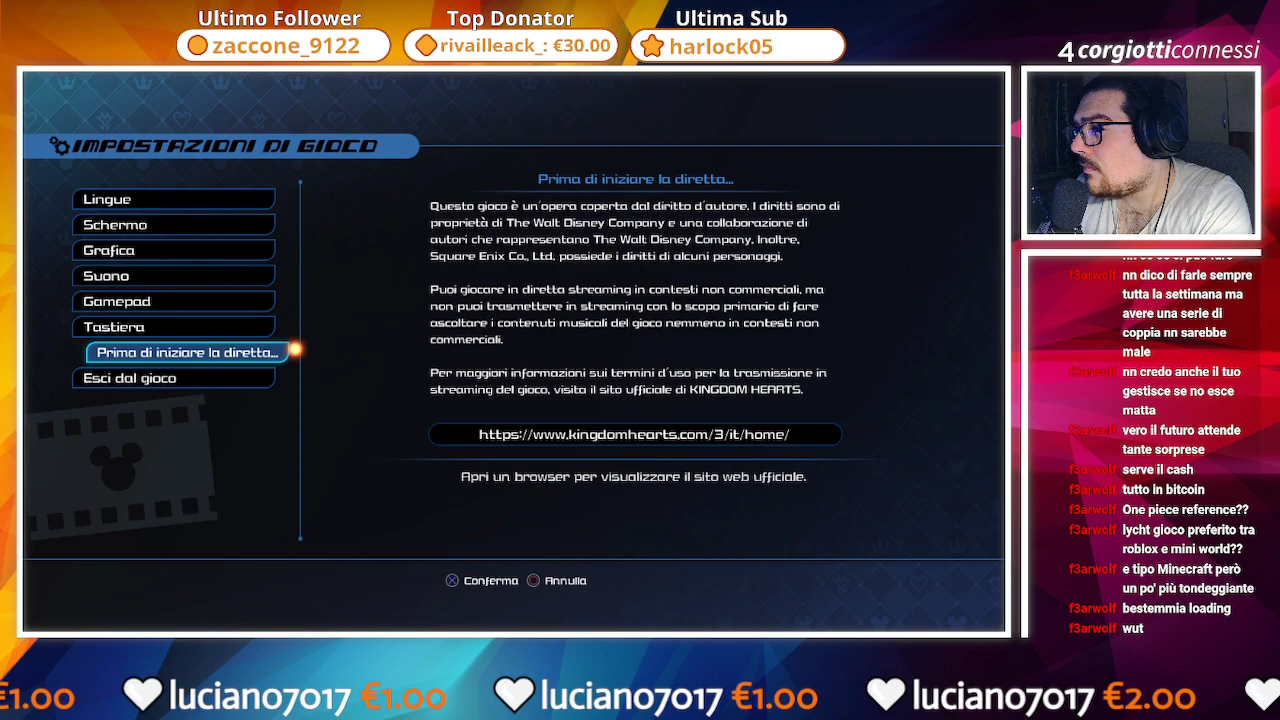 Ultimo Follower
Top Donator
Ultima Sub
zaccone_9122
rivailleack_: €30.00
harlock05
4corgiotticonnessi
IMPOSTAZIONI DI GIOCO
Lingue
Schermo
Grafica
Suono
Gamepad
Tastiera
Prima di iniziare la diretta...
Esci dal gioco
Prima di iniziare la diretta...
Questo gioco è un'opera coperta dal diritto d'autore. I diritti sono di
proprietà di The Walt Disney Company e una collaborazione di
autori che rappresentano The Walt Disney Company. Inoltre,
Square Enix Co., Ltd. possiede i diritti di alcuni personaggi.
Puoi giocare in diretta streaming in contesti non commerciali, ma
non puoi trasmettere in streaming con lo scopo primario di fare
ascoltare i contenuti musicali del gioco nemmeno in contesti non
commerciali.
Per maggiori informazioni sui termini d'uso per la trasmissione in
streaming del gioco, visita il sito ufficiale di KINGDOM HEARTS.
https://www.kingdomhearts.com/3/it/home/
Apri un browser per visualizzare il sito web ufficiale.
Conferma Annulla
f3arwolf nn dico di farle sempre
tutta la settimana ma
avere una serie di
coppia nn sarebbe
male
f3arwolf nn credo anche il tuo
gestisce se no esce
matta
f3arwolf vero il futuro attende
tante sorprese
f3arwolf serve il cash
f3arwolf tutto in bitcoin
f3arwolf One piece reference??
f3arwolf lycht gioco preferito tra
roblox e mini world??
f3arwolf e tipo Minecraft però
un po' più tondeggiante
f3arwolf bestemmia loading
f3arwolf wut
€1.00 luciano7017 €1.00 luciano7017 €1.00 luciano7017 €2.00